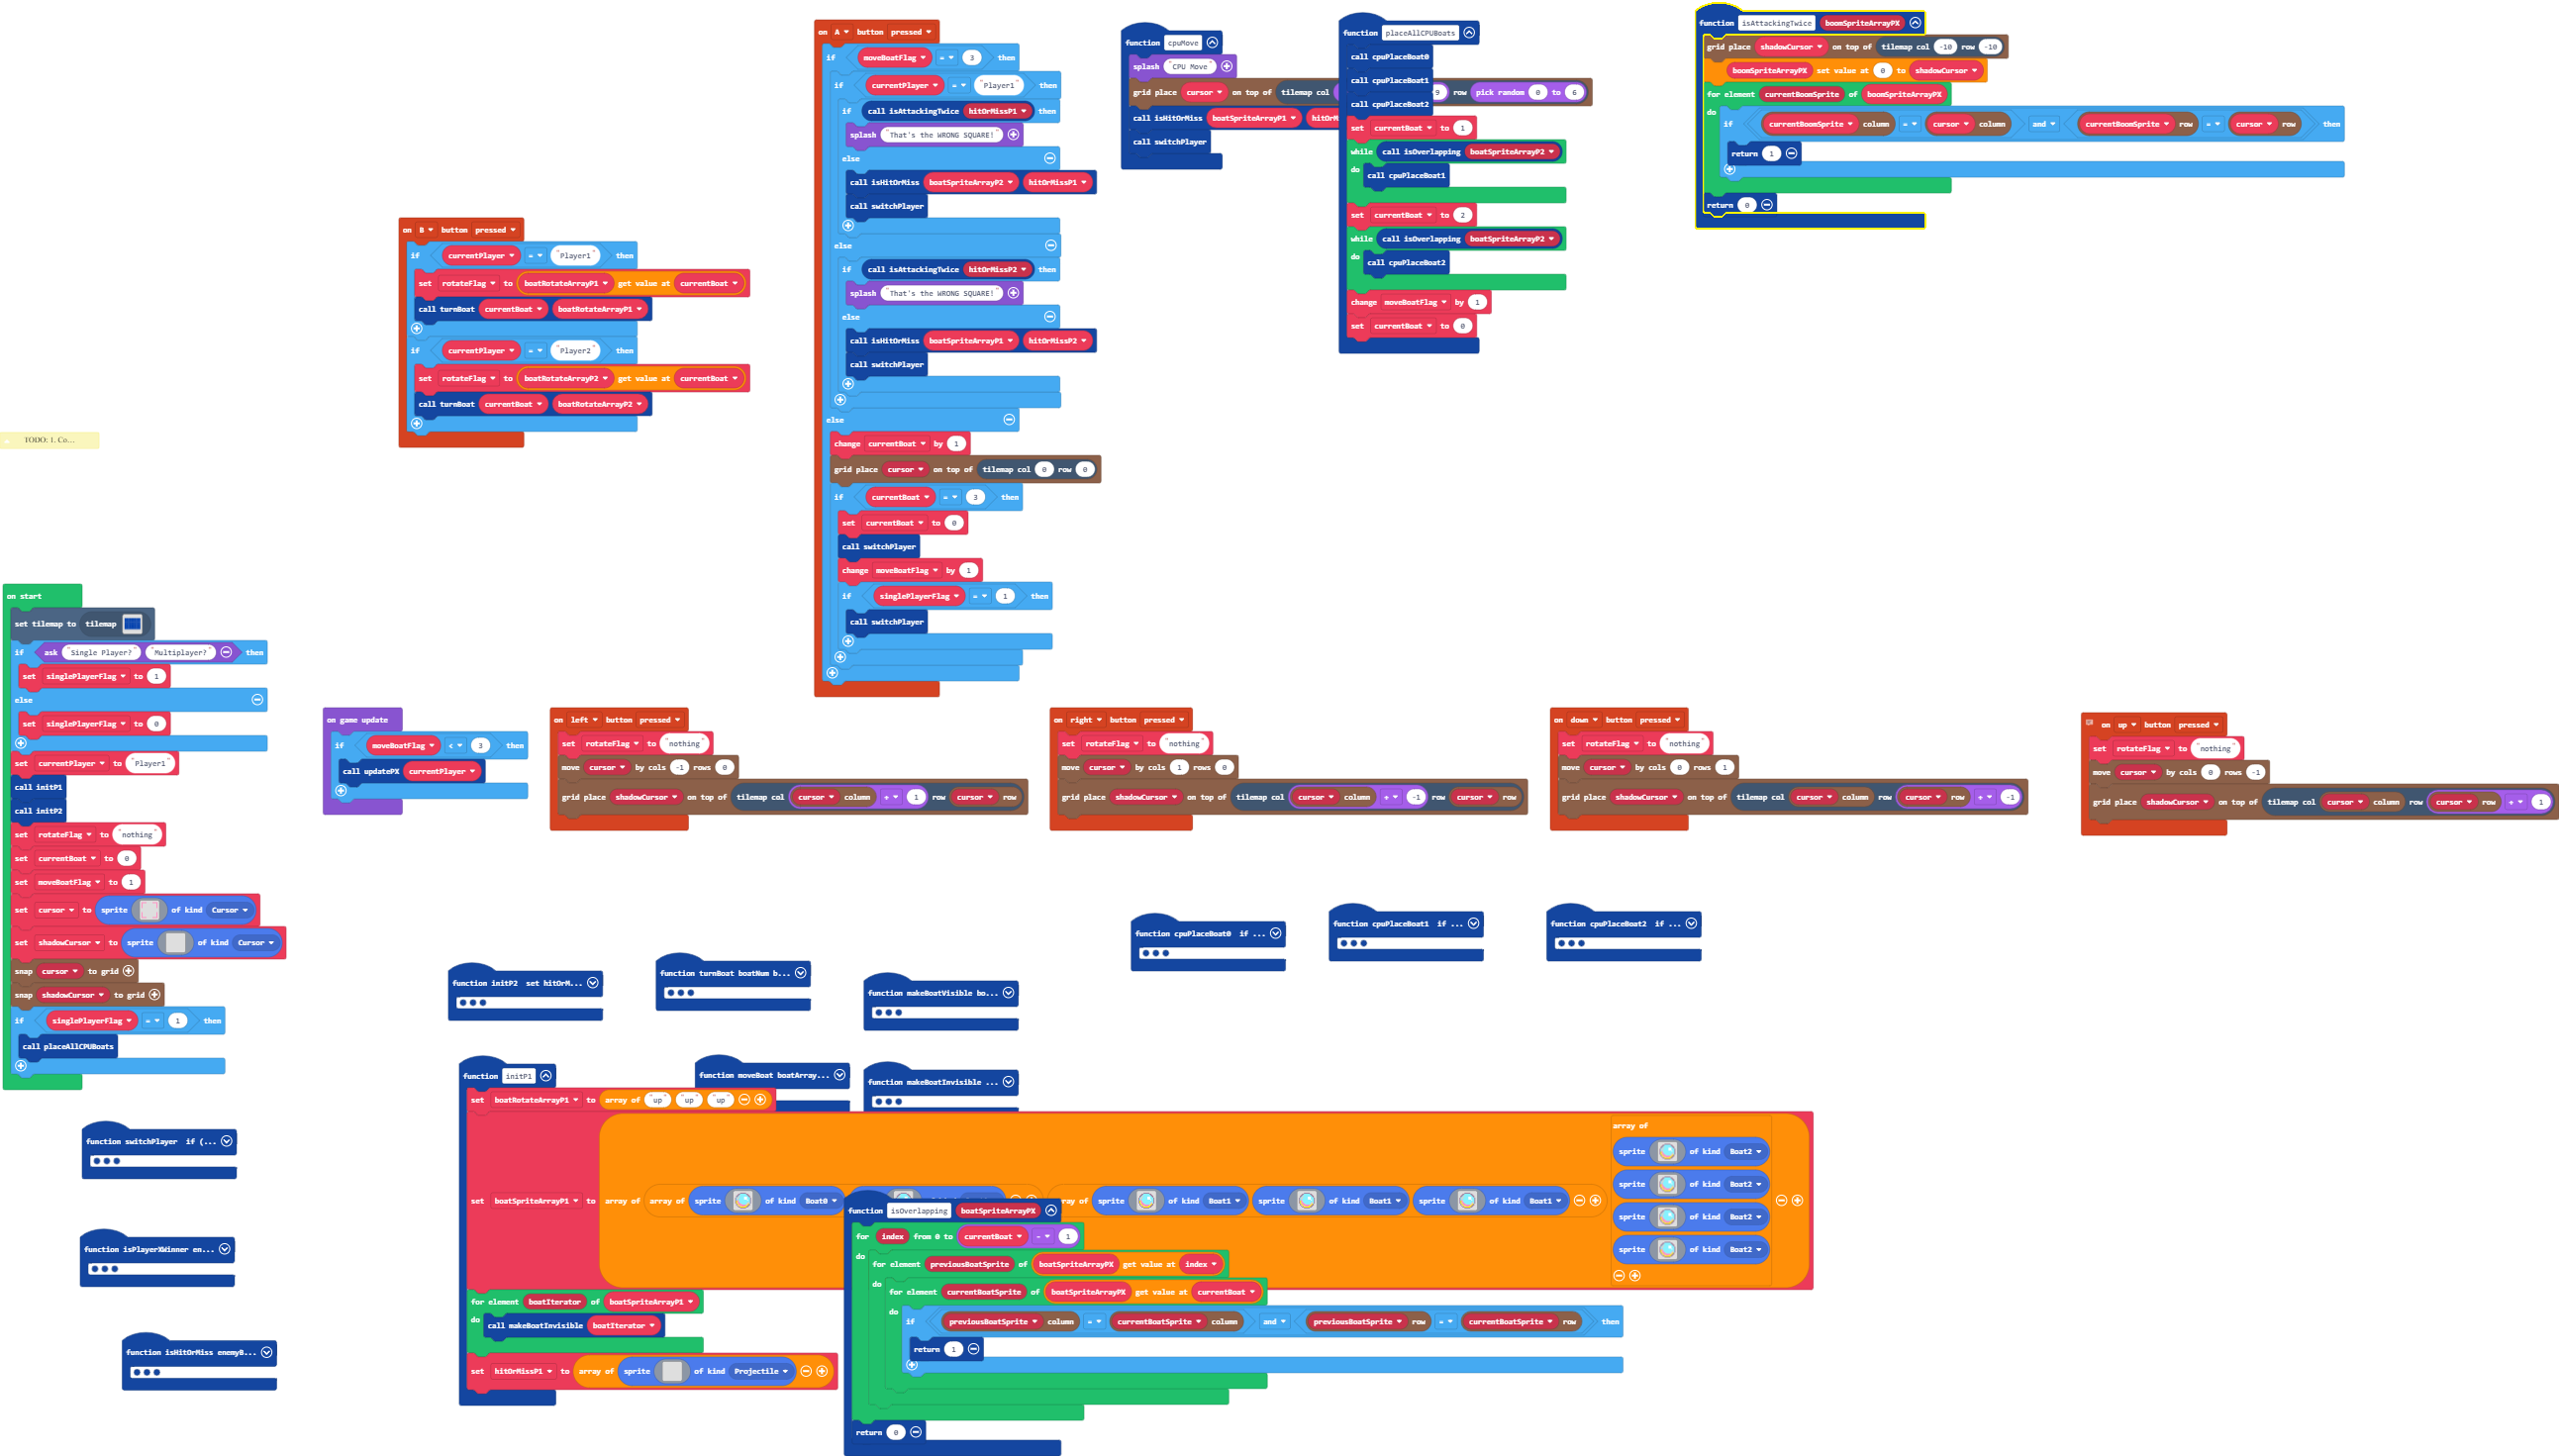 on A button pressed
if moveBoatFlag = 3 then
if currentPlayer = "Player1" then
if call isAttackingTwice hitOrMissP1 then
splash "That's the WRONG SQUARE!"
else
call isHitOrMiss boatSpriteArrayP2 hitOrMissP1
call switchPlayer
else
if call isAttackingTwice hitOrMissP2 then
splash "That's the WRONG SQUARE!"
else
call isHitOrMiss boatSpriteArrayP1 hitOrMissP2
call switchPlayer
else
change currentBoat by 1
grid place cursor on top of tilemap col 0 row 0
if currentBoat = 3 then
set currentBoat to 0
call switchPlayer
change moveBoatFlag by 1
if singlePlayerFlag = 1 then
call switchPlayer
function cpuMove
splash "CPU Move"
grid place cursor on top of tilemap col 9 row pick random 0 to 6
call isHitOrMiss boatSpriteArrayP1 hitOrM
call switchPlayer
function placeAllCPUBoats
call cpuPlaceBoat0
call cpuPlaceBoat1
call cpuPlaceBoat2
set currentBoat to 1
while call isOverlapping boatSpriteArrayP2
do call cpuPlaceBoat1
set currentBoat to 2
while call isOverlapping boatSpriteArrayP2
do call cpuPlaceBoat2
change moveBoatFlag by 1
set currentBoat to 0
function isAttackingTwice boomSpriteArrayPX
grid place shadowCursor on top of tilemap col -10 row -10
boomSpriteArrayPX set value at 0 to shadowCursor
for element currentBoomSprite of boomSpriteArrayPX
do
if currentBoomSprite column = cursor column and currentBoomSprite row = cursor row then
return 1
return 0
on B button pressed
if currentPlayer = "Player1" then
set rotateFlag to boatRotateArrayP1 get value at currentBoat
call turnBoat currentBoat boatRotateArrayP1
if currentPlayer = "Player2" then
set rotateFlag to boatRotateArrayP2 get value at currentBoat
call turnBoat currentBoat boatRotateArrayP2
TODO: 1. Co...
on start
set tilemap to tilemap
if ask "Single Player?" "Multiplayer?" then
set singlePlayerFlag to 1
else
set singlePlayerFlag to 0
set currentPlayer to "Player1"
call initP1
call initP2
set rotateFlag to "nothing"
set currentBoat to 0
set moveBoatFlag to 1
set cursor to sprite of kind Cursor
set shadowCursor to sprite of kind Cursor
snap cursor to grid
snap shadowCursor to grid
if singlePlayerFlag = 1 then
call placeAllCPUBoats
on game update
if moveBoatFlag < 3 then
call updatePX currentPlayer
on left button pressed
set rotateFlag to "nothing"
move cursor by cols -1 rows 0
grid place shadowCursor on top of tilemap col cursor column + 1 row cursor row
on right button pressed
set rotateFlag to "nothing"
move cursor by cols 1 rows 0
grid place shadowCursor on top of tilemap col cursor column + -1 row cursor row
on down button pressed
set rotateFlag to "nothing"
move cursor by cols 0 rows 1
grid place shadowCursor on top of tilemap col cursor column row cursor row + -1
on up button pressed
set rotateFlag to "nothing"
move cursor by cols 0 rows -1
grid place shadowCursor on top of tilemap col cursor column row cursor row + 1
function cpuPlaceBoat0 if ...
function cpuPlaceBoat1 if ...
function cpuPlaceBoat2 if ...
function initP2 set hitOrM...
function turnBoat boatNum b...
function makeBoatVisible bo...
function moveBoat boatArray...
function makeBoatInvisible ...
function switchPlayer if (...
function isPlayerXWinner en...
function isHitOrMiss enemyB...
function initP1
set boatRotateArrayP1 to array of "up" "up" "up"
set boatSpriteArrayP1 to array of array of sprite of kind Boat0
rray of sprite of kind Boat1 sprite of kind Boat1 sprite of kind Boat1
array of
sprite of kind Boat2
sprite of kind Boat2
sprite of kind Boat2
sprite of kind Boat2
for element boatIterator of boatSpriteArrayP1
do call makeBoatInvisible boatIterator
set hitOrMissP1 to array of sprite of kind Projectile
function isOverlapping boatSpriteArrayPX
for index from 0 to currentBoat - 1
do
for element previousBoatSprite of boatSpriteArrayPX get value at index
do
for element currentBoatSprite of boatSpriteArrayPX get value at currentBoat
do
if previousBoatSprite column = currentBoatSprite column and previousBoatSprite row = currentBoatSprite row then
return 1
return 0